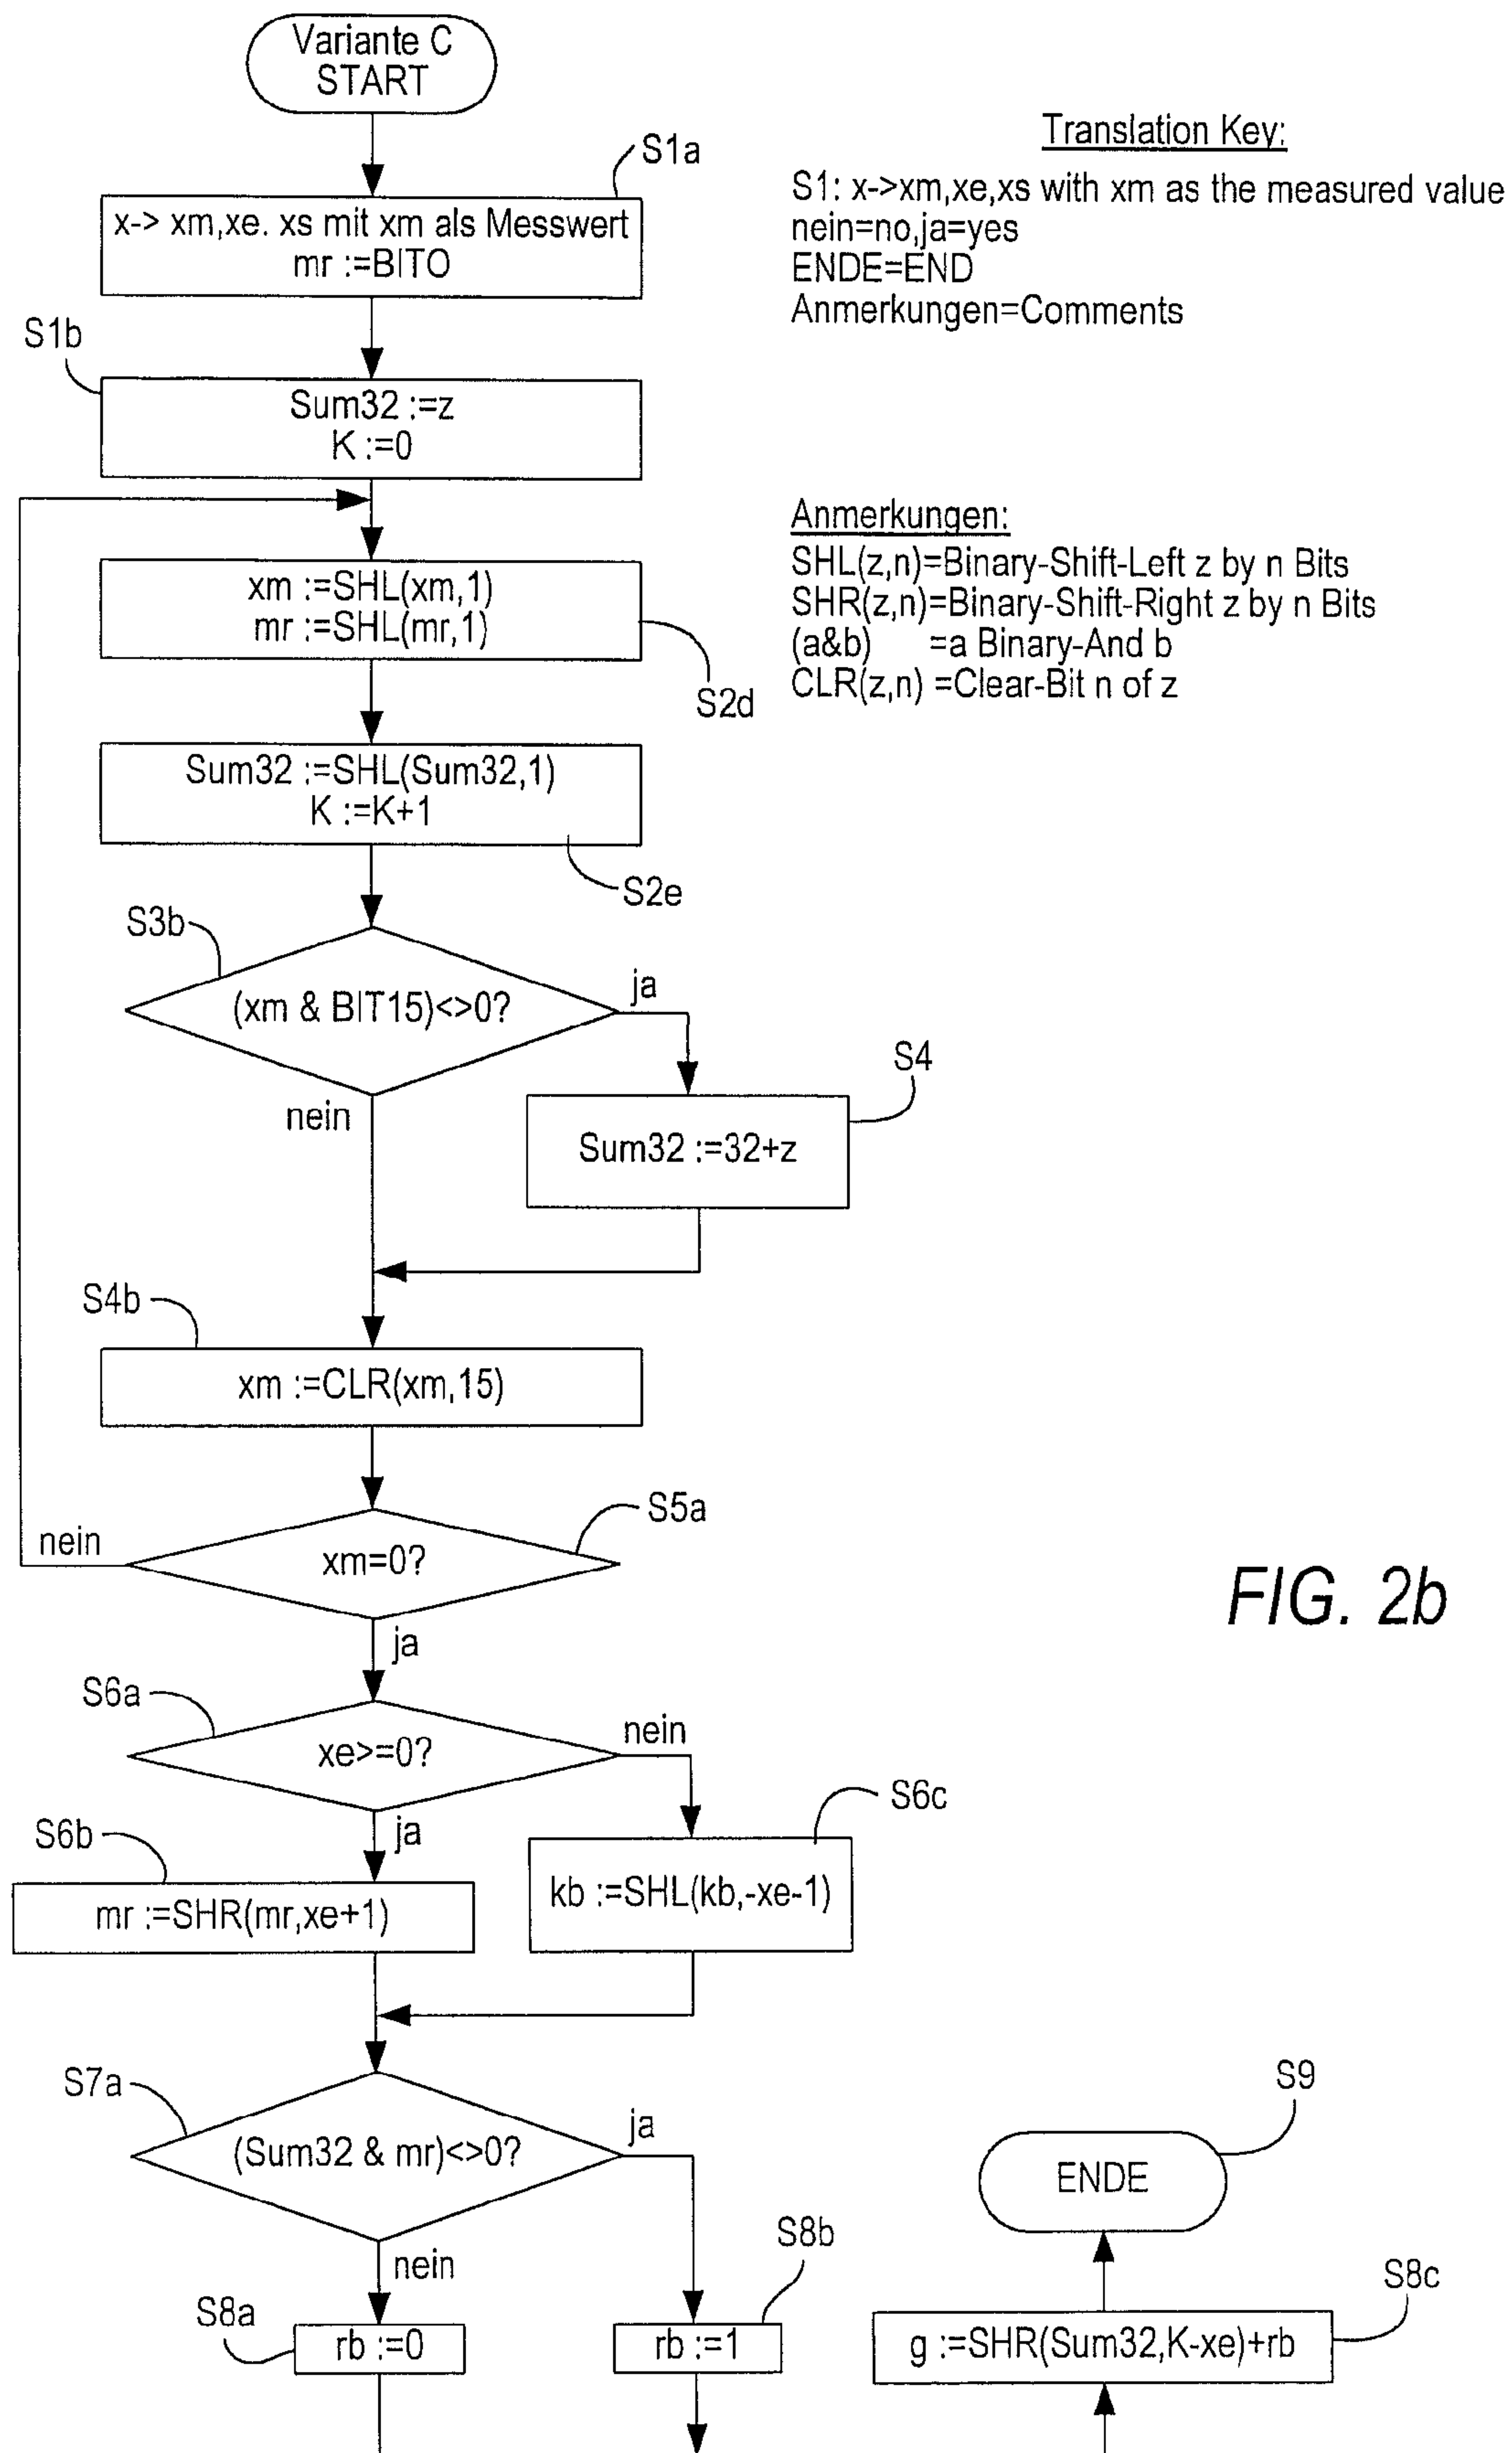 Variante C
START
S1a
x-> xm,xe. xs mit xm als Messwert
mr :=BITO
S1b
Sum32 :=z
K :=0
xm :=SHL(xm,1)
mr :=SHL(mr,1)
S2d
Sum32 :=SHL(Sum32,1)
K :=K+1
S2e
S3b
(xm & BIT15)<>0?
ja
nein
S4
Sum32 :=32+z
S4b
xm :=CLR(xm,15)
S5a
nein
xm=0?
ja
S6a
xe>=0?
nein
ja
S6b
mr :=SHR(mr,xe+1)
S6c
kb :=SHL(kb,-xe-1)
S7a
(Sum32 & mr)<>0?
ja
nein
S8a
rb :=0
S8b
rb :=1
S9
ENDE
S8c
g :=SHR(Sum32,K-xe)+rb
Translation Key:
S1: x->xm,xe,xs with xm as the measured value
nein=no,ja=yes
ENDE=END
Anmerkungen=Comments
Anmerkungen:
SHL(z,n)=Binary-Shift-Left z by n Bits
SHR(z,n)=Binary-Shift-Right z by n Bits
(a&b) =a Binary-And b
CLR(z,n) =Clear-Bit n of z
FIG. 2b